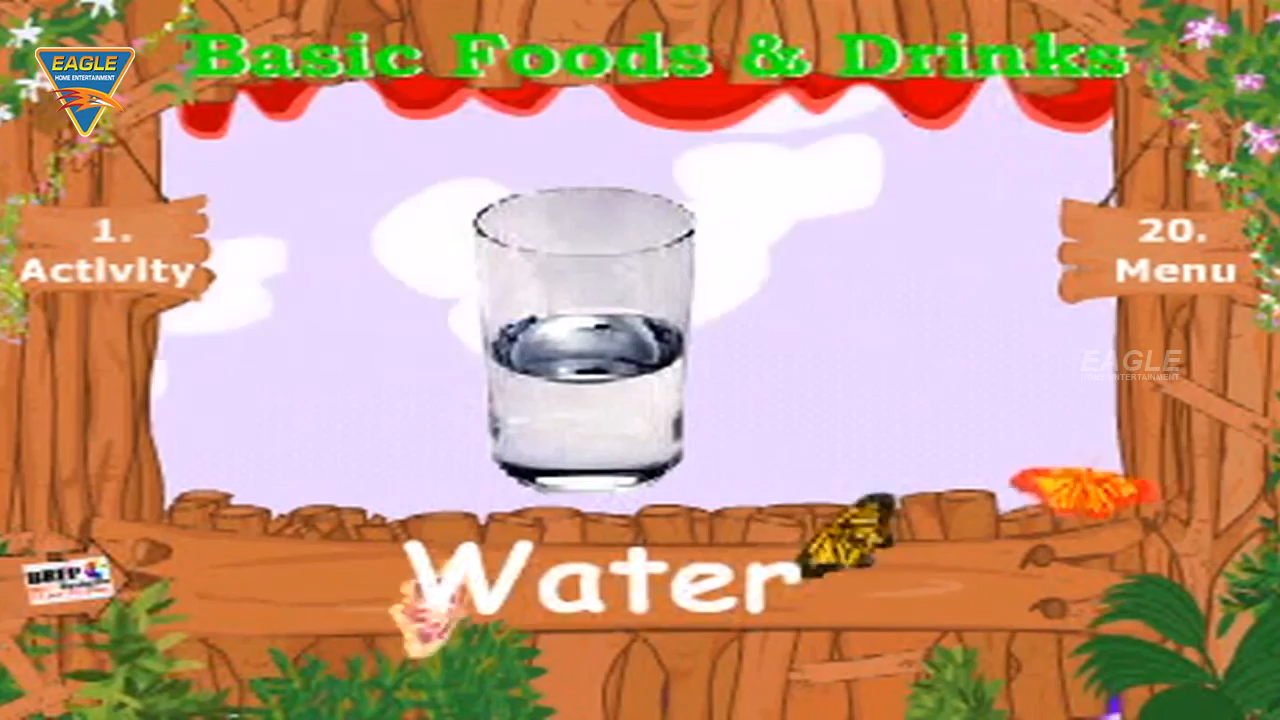 Basic Foods & Drinks
EAGLE
HOME ENTERTAINMENT
1.
Activity
20.
Menu
EAGLE
HOME ENTERTAINMENT
Water